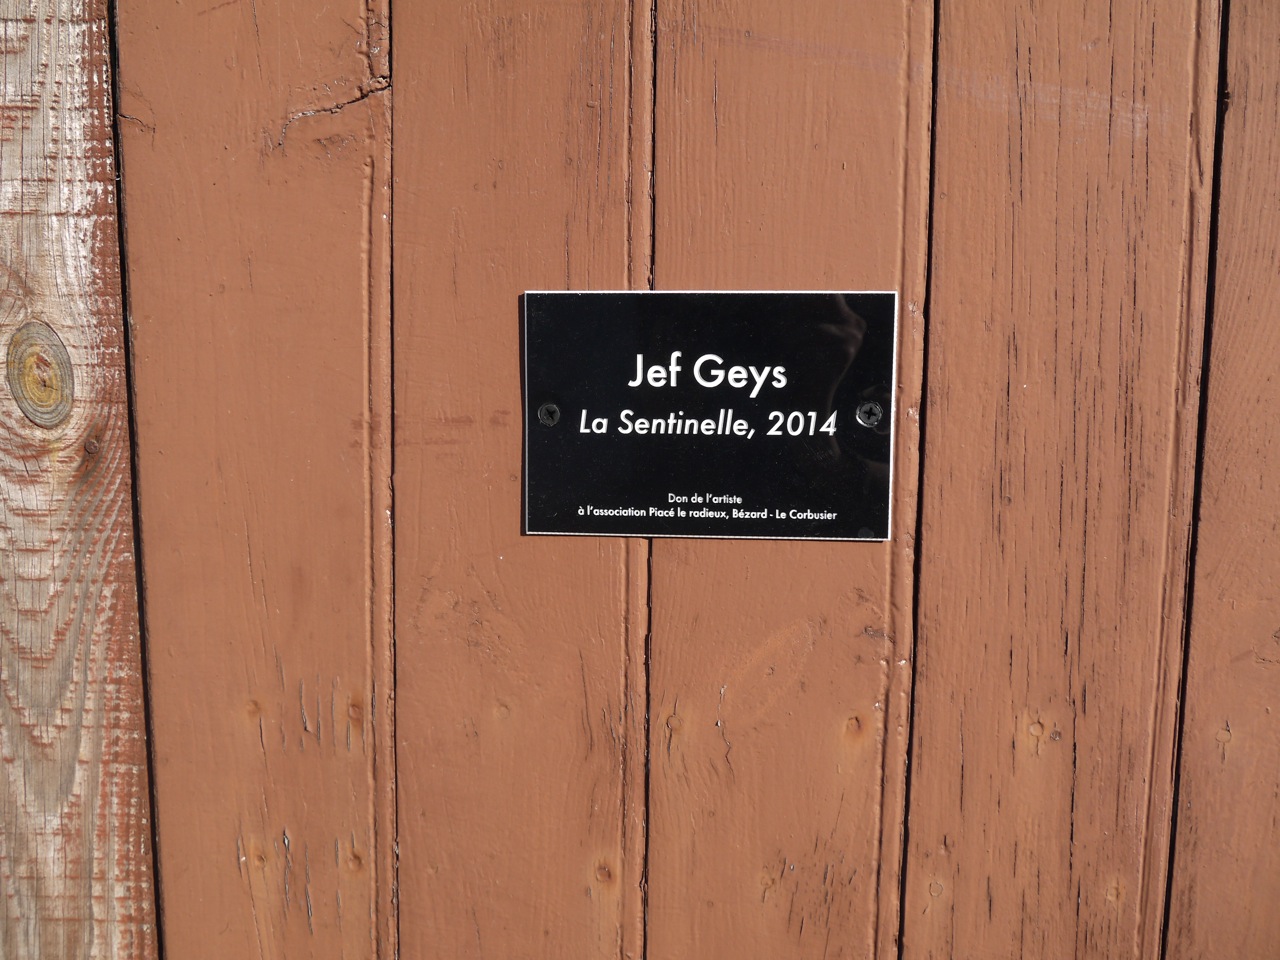 Jef Geys
La Sentinelle, 2014
Don de l'artiste
à l'association Piacé le radieux, Bézard - Le Corbusier